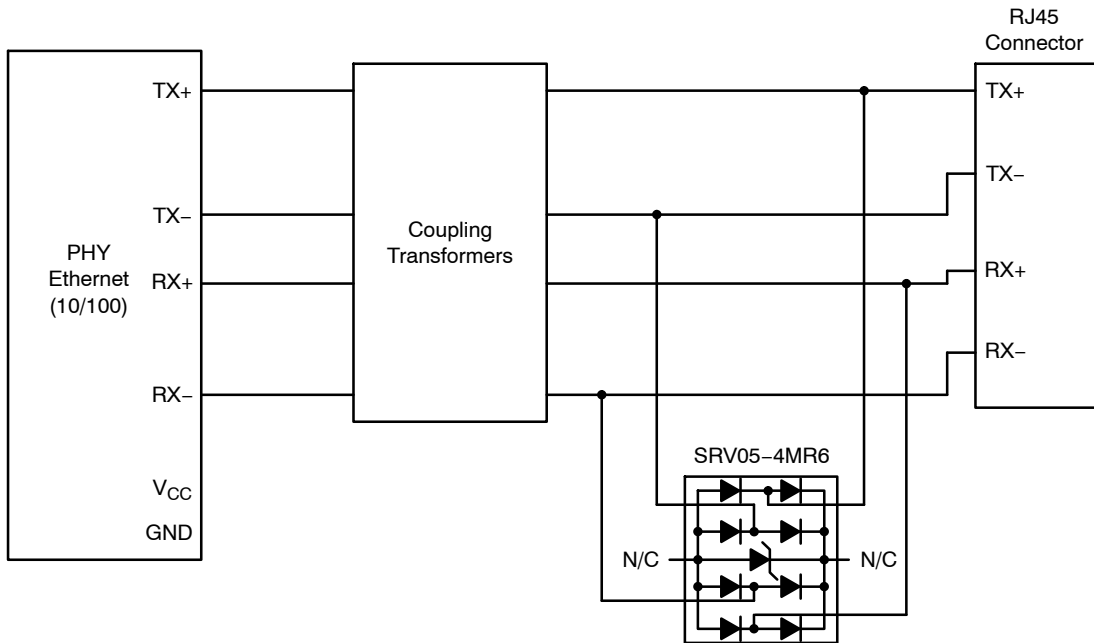 RJ45
Connector
TX+
TX−
PHY
Ethernet
(10/100)
RX+
RX−
VCC
GND
Coupling
Transformers
TX+
TX−
RX+
RX−
SRV05−4MR6
N/C
N/C